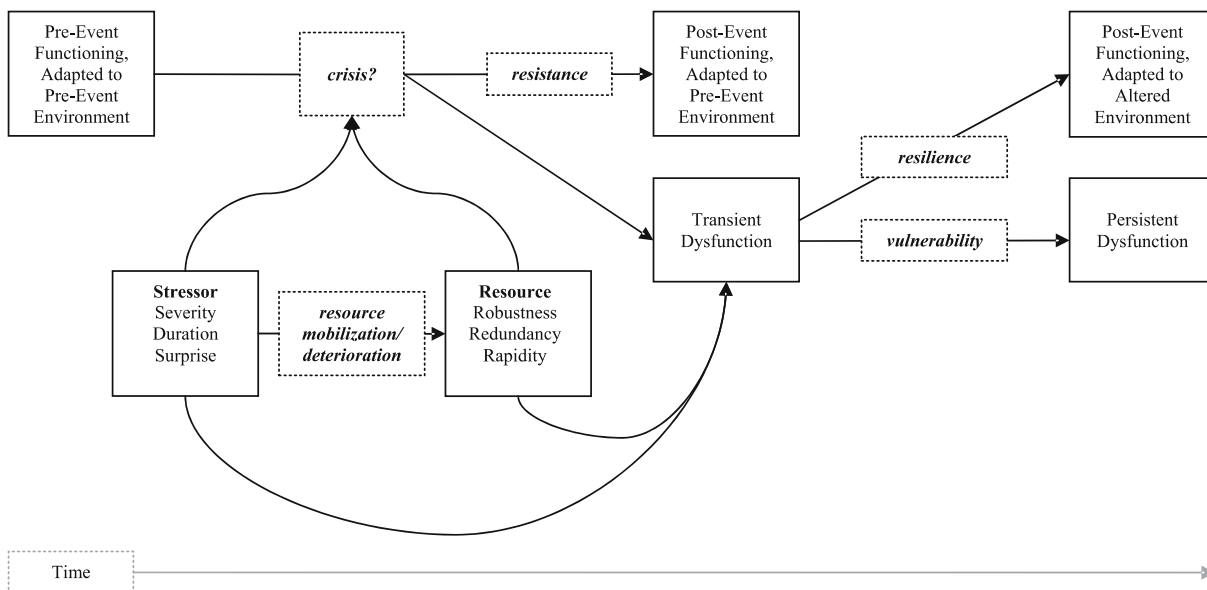 Pre-Event
Functioning,
Adapted to
Pre-Event
Environment
crisis?
resistance
Post-Event
Functioning,
Adapted to
Pre-Event
Environment
Post-Event
Functioning,
Adapted to
Altered
Environment
resilience
Transient
Dysfunction
vulnerability
Persistent
Dysfunction
Stressor
Severity
Duration
Surprise
resource
mobilization/
deterioration
Resource
Robustness
Redundancy
Rapidity
Time